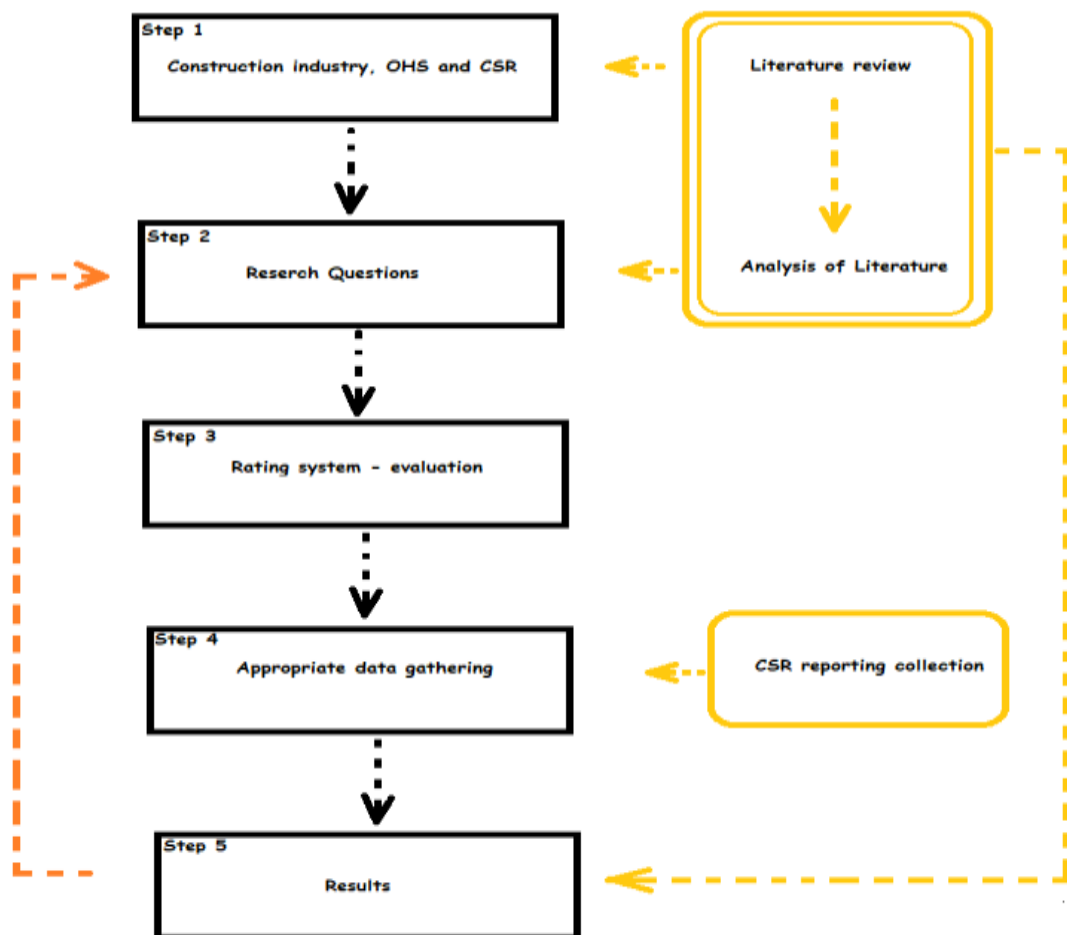 Step 1
Construction industry, OHS and CSR
Literature review
Step 2
Reserch Questions
Analysis of Literature
Step 3
Rating system - evaluation
Step 4
Appropriate data gathering
CSR reporting collection
Step 5
Results